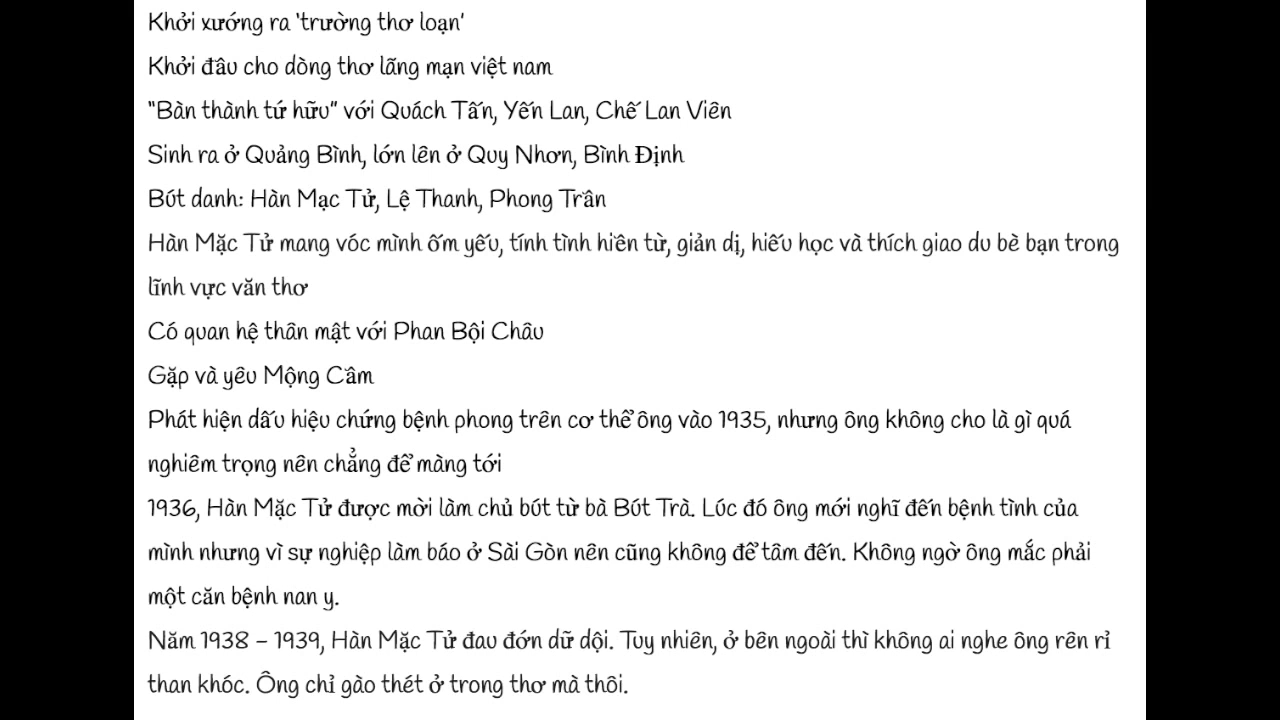 Khởi xướng ra 'trường thơ loạn'
Khởi đầu cho dòng thơ lãng mạn việt nam
"Bàn thành tứ hữu" với Quách Tấn, Yến Lan, Chế Lan Viên
Sinh ra ở Quảng Bình, lớn lên ở Quy Nhơn, Bình Định
Bút danh: Hàn Mạc Tử, Lệ Thanh, Phong Trần
Hàn Mặc Tử mang vóc mình ốm yếu, tính tình hiền từ, giản dị, hiếu học và thích giao du bè bạn trong
lĩnh vực văn thơ
Có quan hệ thân mật với Phan Bội Châu
Gặp và yêu Mộng Cầm
Phát hiện dấu hiệu chứng bệnh phong trên cơ thể ông vào 1935, nhưng ông không cho là gì quá
nghiêm trọng nên chẳng để màng tới
1936, Hàn Mặc Tử được mời làm chủ bút từ bà Bút Trà. Lúc đó ông mới nghĩ đến bệnh tình của
mình nhưng vì sự nghiệp làm báo ở Sài Gòn nên cũng không để tâm đến. Không ngờ ông mắc phải
một căn bệnh nan y.
Năm 1938 - 1939, Hàn Mặc Tử đau đớn dữ dội. Tuy nhiên, ở bên ngoài thì không ai nghe ông rên rỉ
than khóc. Ông chỉ gào thét ở trong thơ mà thôi.